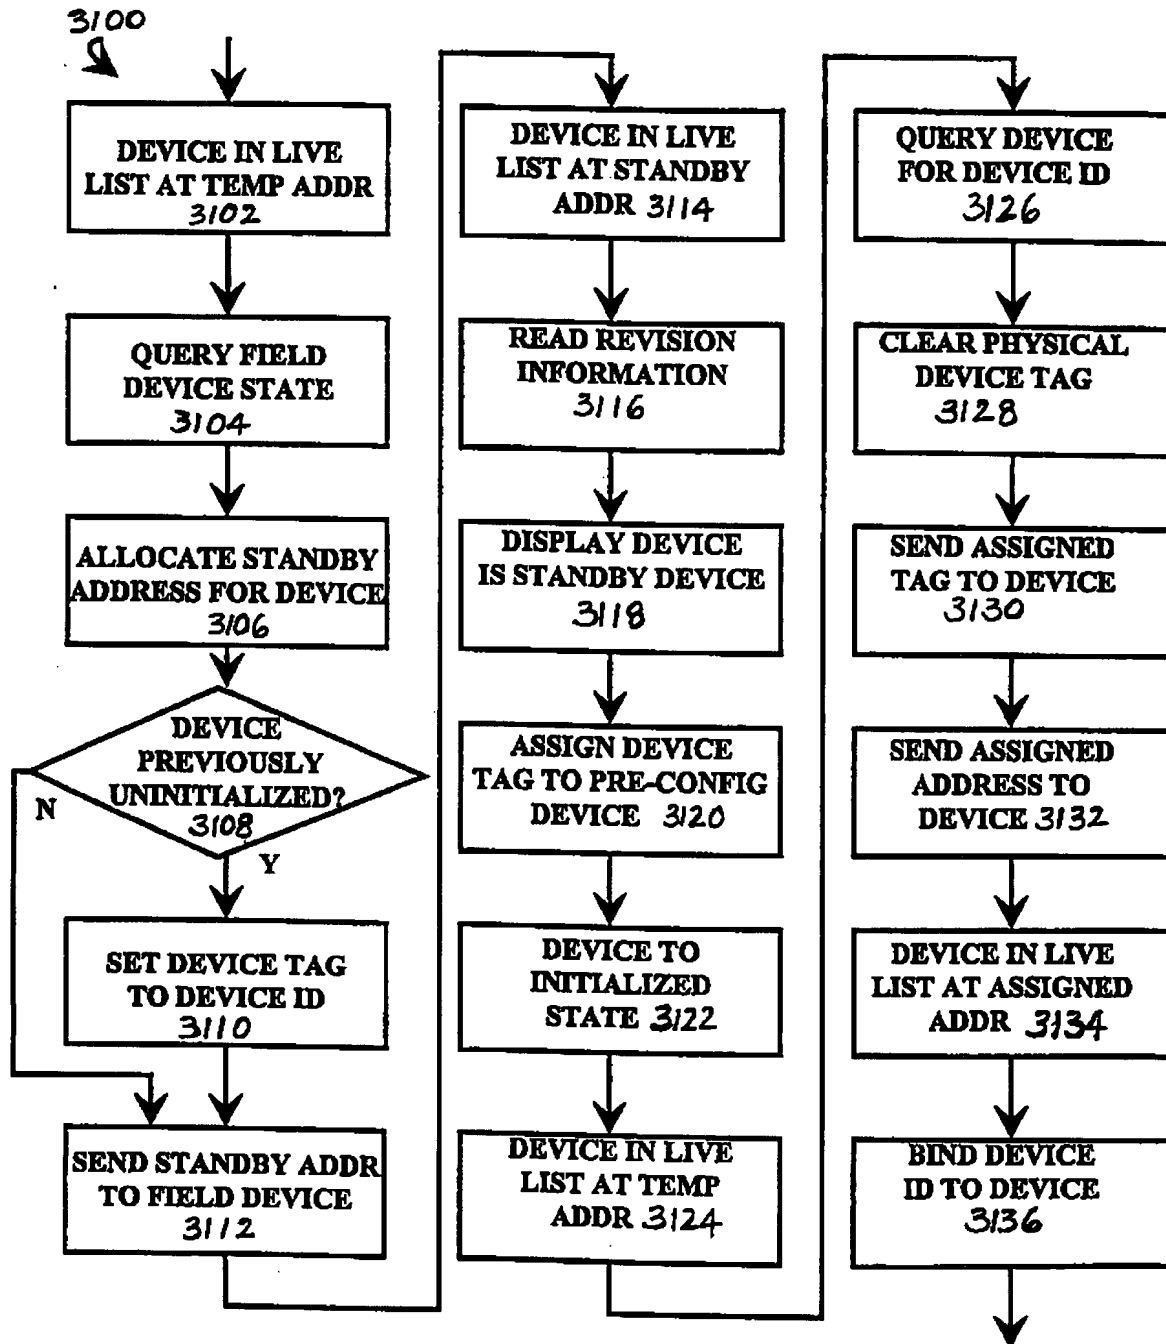 3100
DEVICE IN LIVE
LIST AT TEMP ADDR
3102
QUERY FIELD
DEVICE STATE
3104
ALLOCATE STANDBY
ADDRESS FOR DEVICE
3106
DEVICE
PREVIOUSLY
UNINITIALIZED?
3108
N
Y
SET DEVICE TAG
TO DEVICE ID
3110
SEND STANDBY ADDR
TO FIELD DEVICE
3112
DEVICE IN LIVE
LIST AT STANDBY
ADDR 3114
READ REVISION
INFORMATION
3116
DISPLAY DEVICE
IS STANDBY DEVICE
3118
ASSIGN DEVICE
TAG TO PRE-CONFIG
DEVICE 3120
DEVICE TO
INITIALIZED
STATE 3122
DEVICE IN LIVE
LIST AT TEMP
ADDR 3124
QUERY DEVICE
FOR DEVICE ID
3126
CLEAR PHYSICAL
DEVICE TAG
3128
SEND ASSIGNED
TAG TO DEVICE
3130
SEND ASSIGNED
ADDRESS TO
DEVICE 3132
DEVICE IN LIVE
LIST AT ASSIGNED
ADDR 3134
BIND DEVICE
ID TO DEVICE
3136